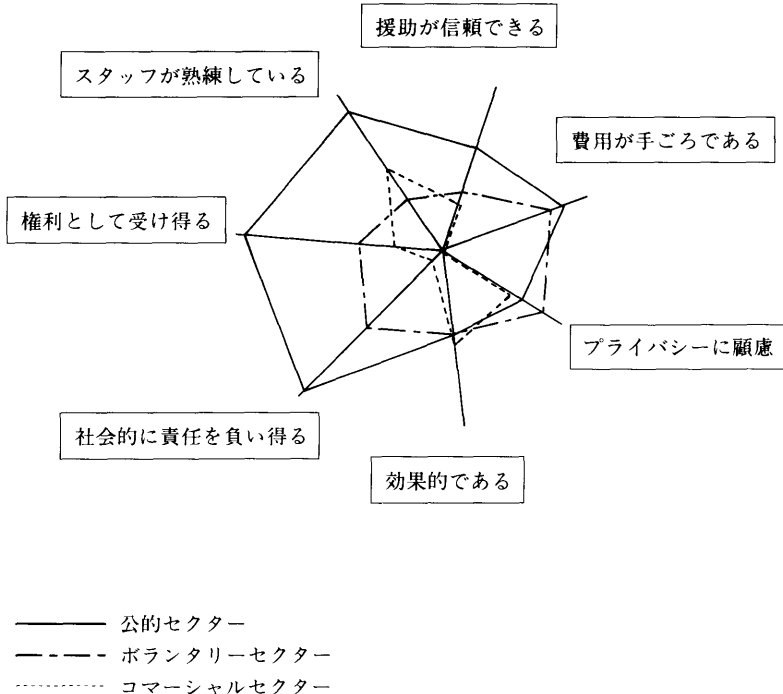 援助が信頼できる
スタッフが熟練している
費用が手ごろである
権利として受け得る
プライバシーに顧慮
社会的に責任を負い得る
効果的である
公的セクター
ボランタリーセクター
コマーシャルセクター